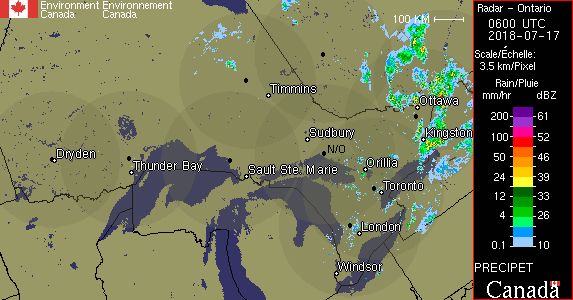 Environment Environnement
Canada Canada
100 KM
Timmins
Ottawa
Sudbury
Kingston
N/O
Dryden
Thunder Bay
Sault Ste. Marie
Orillia
Toronto
London
Windsor
Radar - Ontario
0600 UTC
2018-07-17
Scale/Échelle:
3.5 km/Pixel
Rain/Pluie
mm/hr dBZ
200 61
100 52
50 46
24 39
12 33
4 26
0.1 10
PRECIPET
Canada